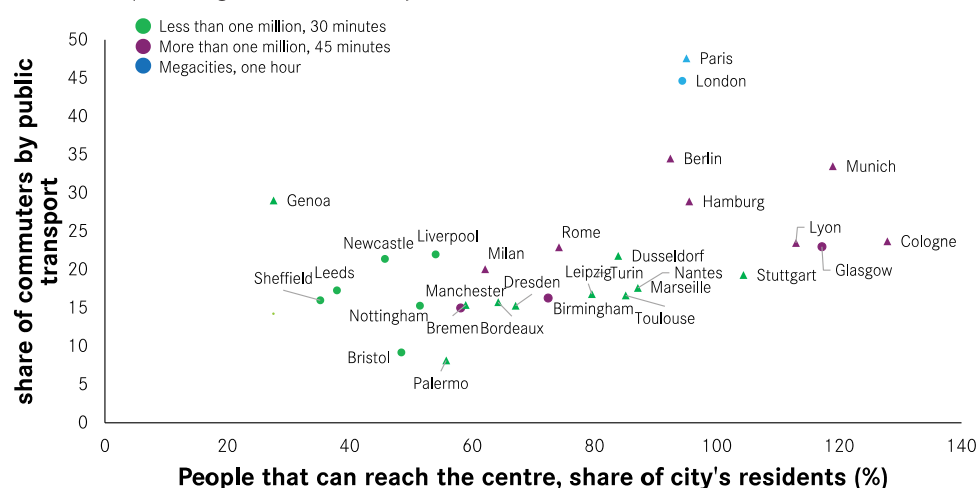 Less than one million, 30 minutes
More than one million, 45 minutes
Megacities, one hour
share of commuters by public
transport
50
45
40
35
30
25
20
15
10
5
0
Paris
London
Berlin
Munich
Hamburg
Genoa
Lyon
Cologne
Glasgow
Newcastle
Liverpool
Milan
Rome
Dusseldorf
Sheffield
Leeds
Dresden
Leipzig
Turin
Nantes
Stuttgart
Manchester
Marseille
Nottingham
Bremen
Bordeaux
Birmingham
Toulouse
Bristol
Palermo
0 20 40 60 80 100 120 140
People that can reach the centre, share of city's residents (%)